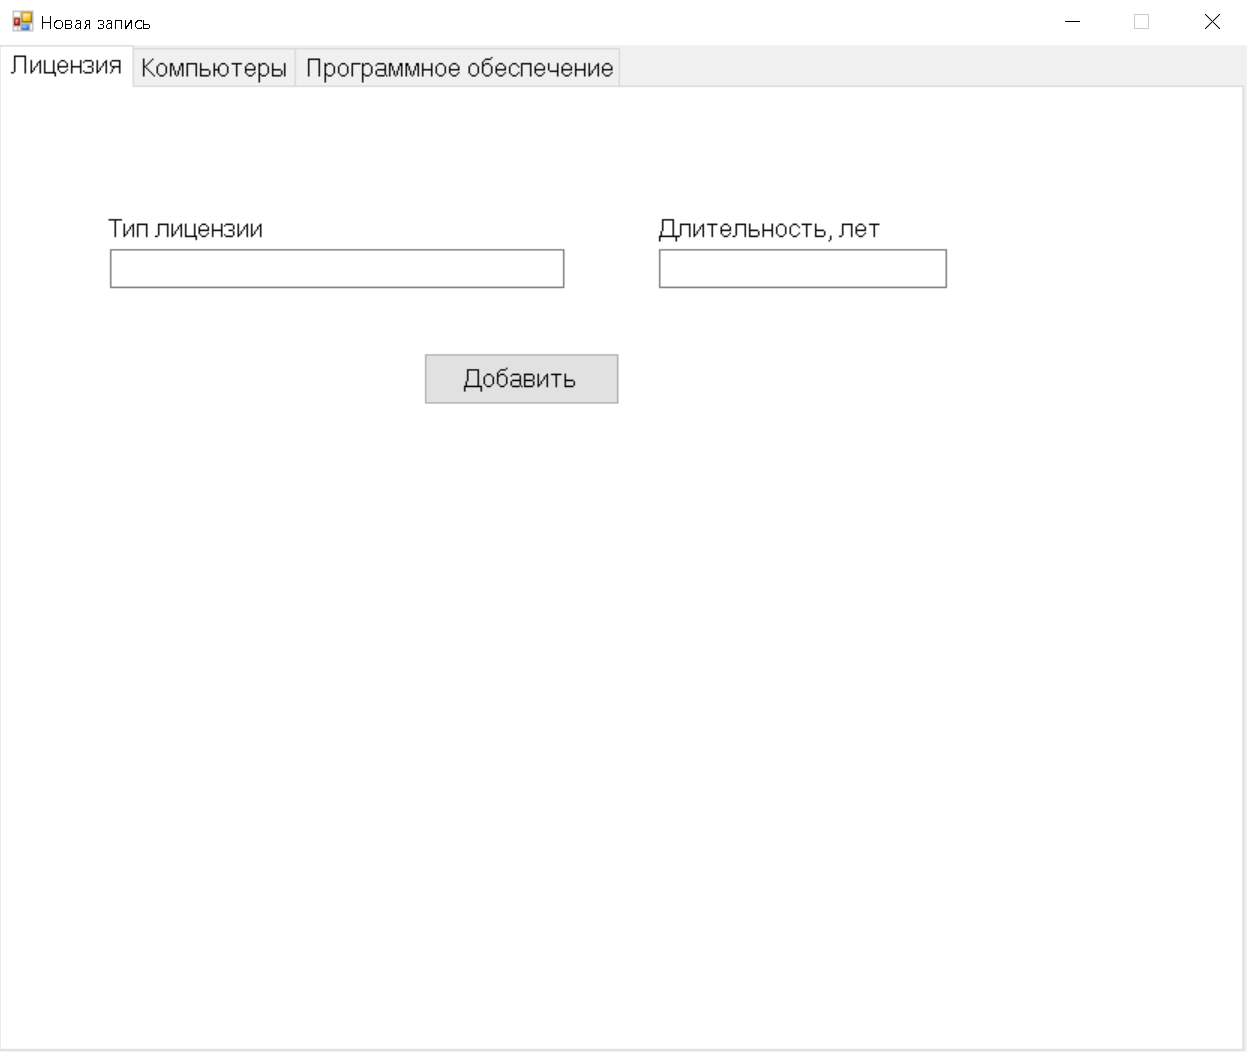 Новая запись
Лицензия Компьютеры Программное обеспечение
Тип лицензии Длительность, лет
Добавить